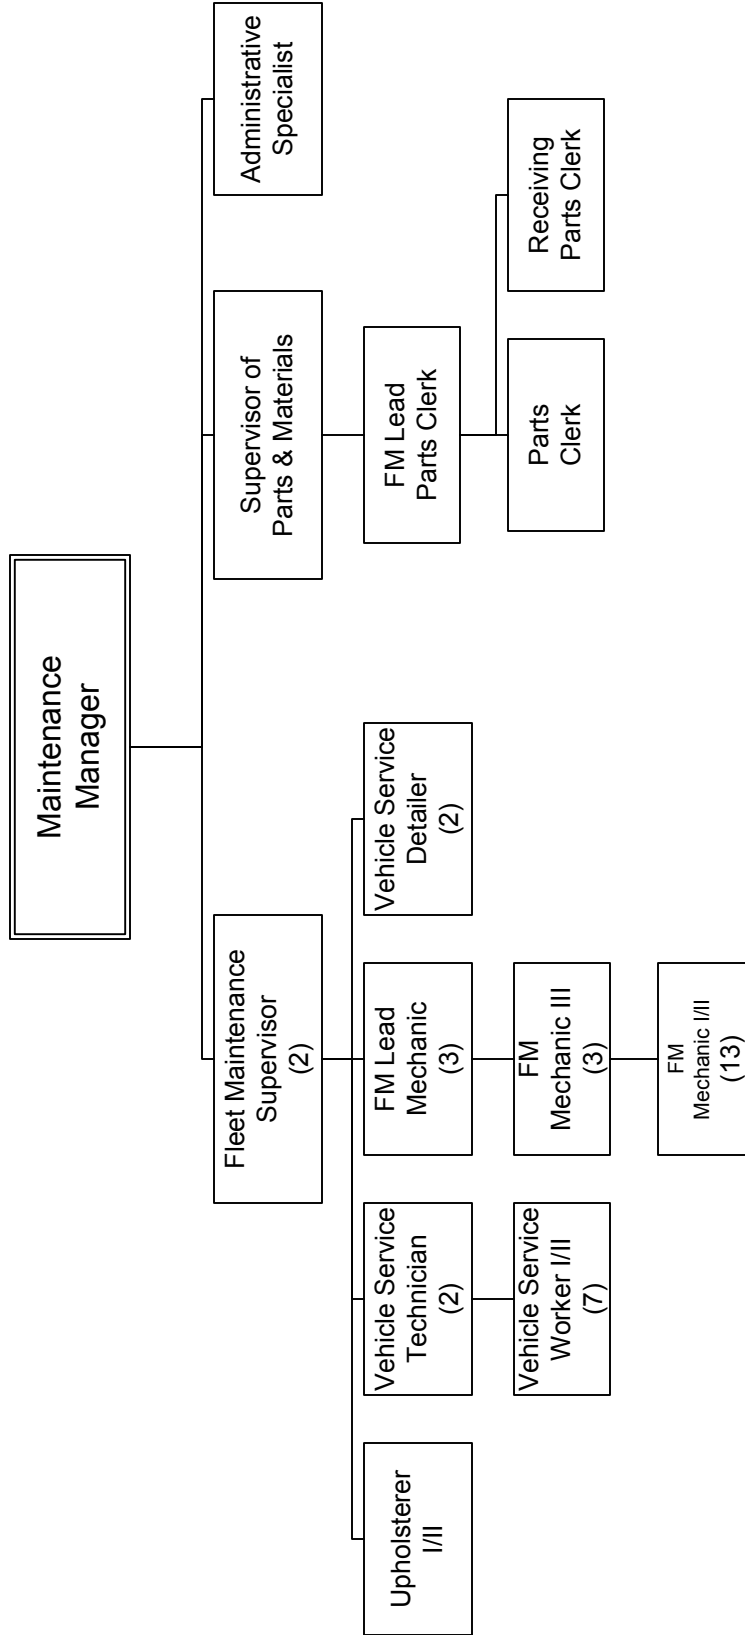 Maintenance
Manager
Fleet Maintenance
Supervisor
(2)
Supervisor of
Parts & Materials
Administrative
Specialist
Upholsterer
I/II
Vehicle Service
Technician
(2)
FM Lead
Mechanic
(3)
Vehicle Service
Detailer
(2)
FM Lead
Parts Clerk
Vehicle Service
Worker I/II
(7)
FM
Mechanic III
(3)
Parts
Clerk
Receiving
Parts Clerk
FM
Mechanic I/II
(13)